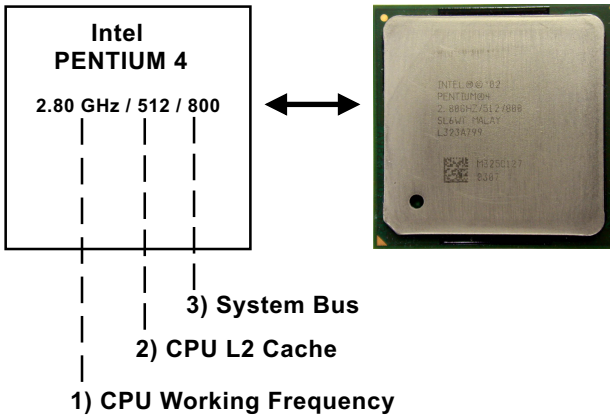 Intel
PENTIUM 4
2.80 GHz / 512 / 800
INTEL Ⓜ © '02
PENTIUM®4
2.80GHZ/512/800
SL6WT MALAY
L323A799
3) System Bus
2) CPU L2 Cache
1) CPU Working Frequency